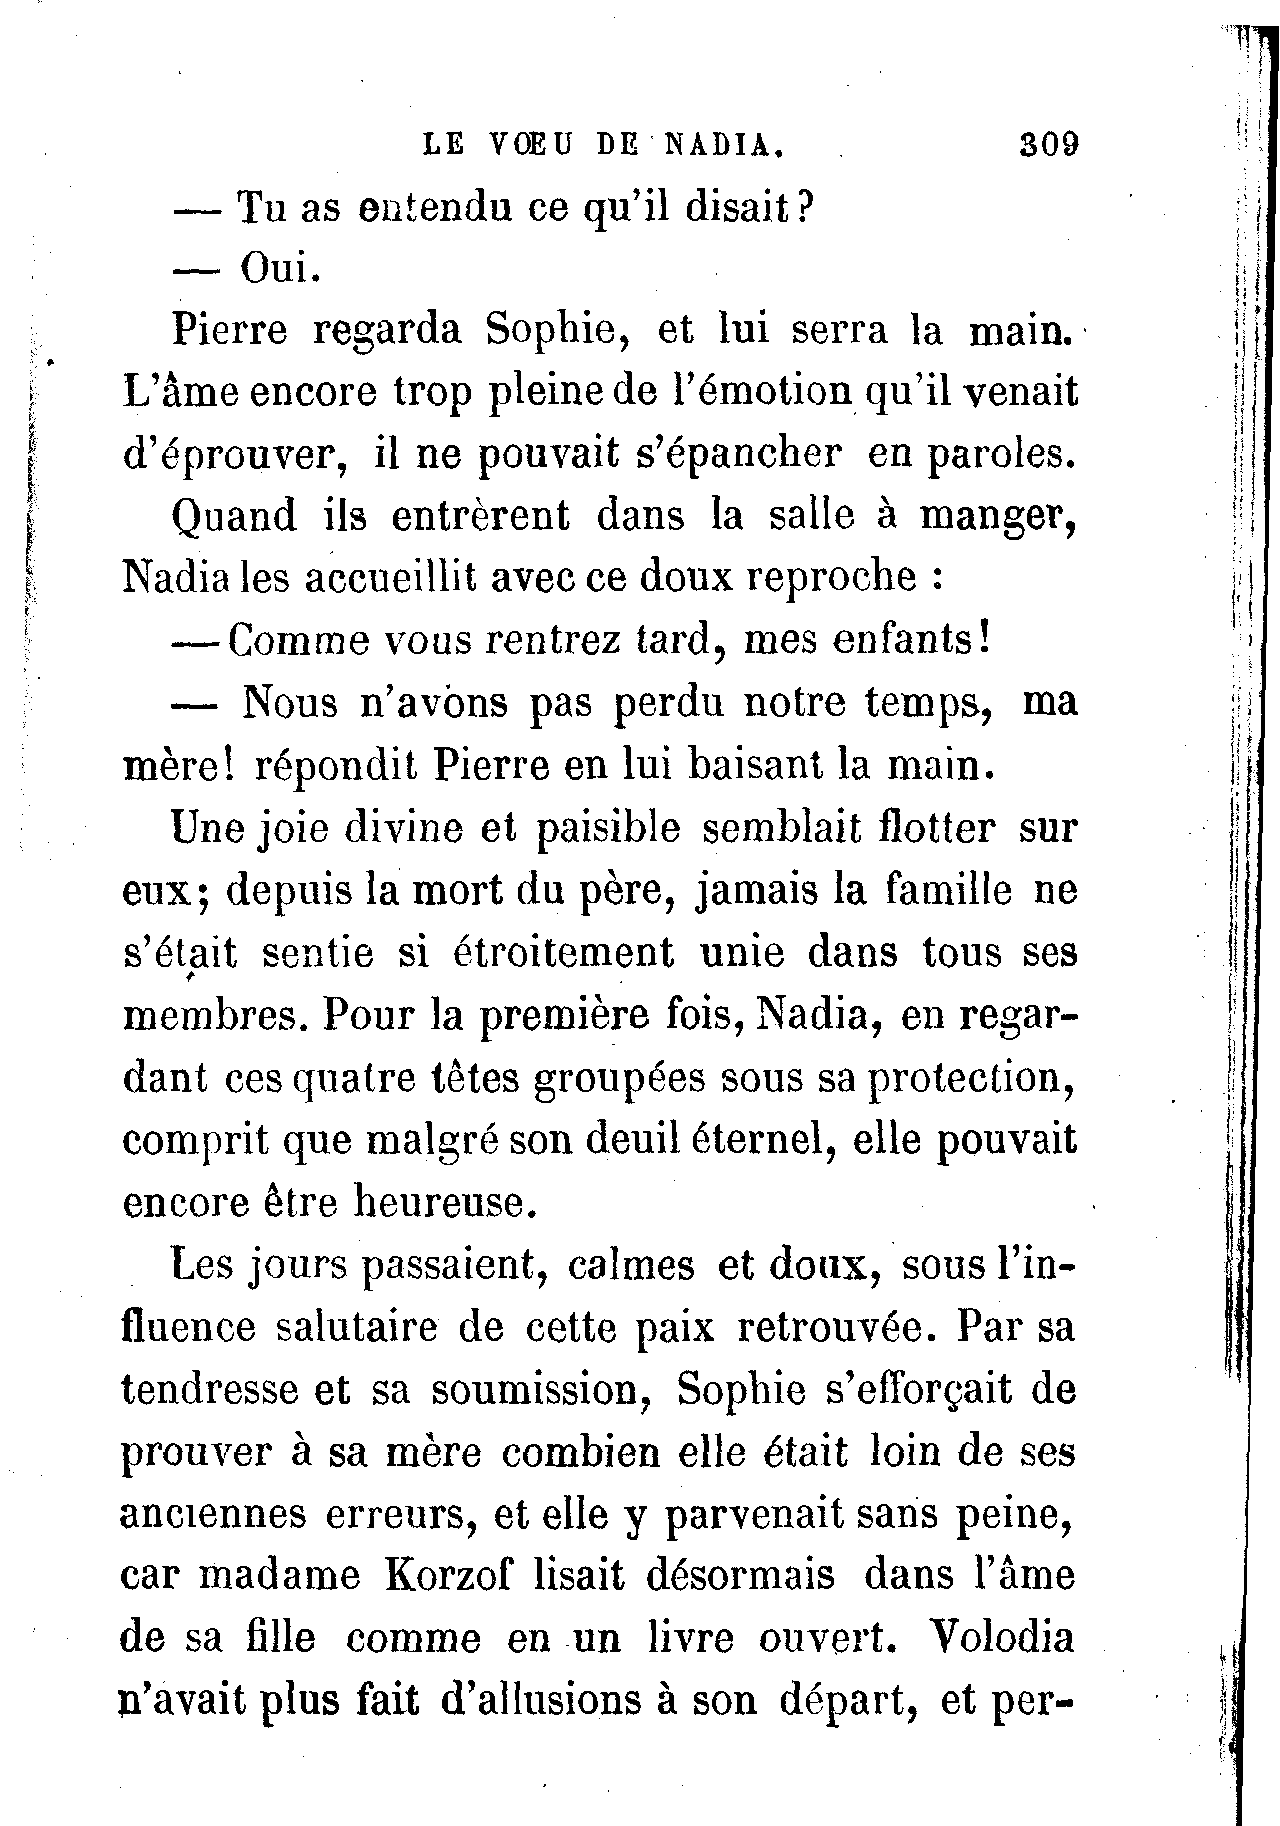 LE VŒU DE NADIA. 309
— Tu as entendu ce qu'il disait ?
— Oui.
Pierre regarda Sophie, et lui serra la main.
L'âme encore trop pleine de l'émotion qu'il venait
d'éprouver, il ne pouvait s'épancher en paroles.
Quand ils entrèrent dans la salle à manger,
Nadia les accueillit avec ce doux reproche :
— Comme vous rentrez tard, mes enfants !
— Nous n'avons pas perdu notre temps, ma
mère ! répondit Pierre en lui baisant la main.
Une joie divine et paisible semblait flotter sur
eux ; depuis la mort du père, jamais la famille ne
s'était sentie si étroitement unie dans tous ses
membres. Pour la première fois, Nadia, en regar-
dant ces quatre têtes groupées sous sa protection,
comprit que malgré son deuil éternel, elle pouvait
encore être heureuse.
Les jours passaient, calmes et doux, sous l'in-
fluence salutaire de cette paix retrouvée. Par sa
tendresse et sa soumission, Sophie s'efforçait de
prouver à sa mère combien elle était loin de ses
anciennes erreurs, et elle y parvenait sans peine,
car madame Korzof lisait désormais dans l'âme
de sa fille comme en un livre ouvert. Volodia
n'avait plus fait d'allusions à son départ, et per-